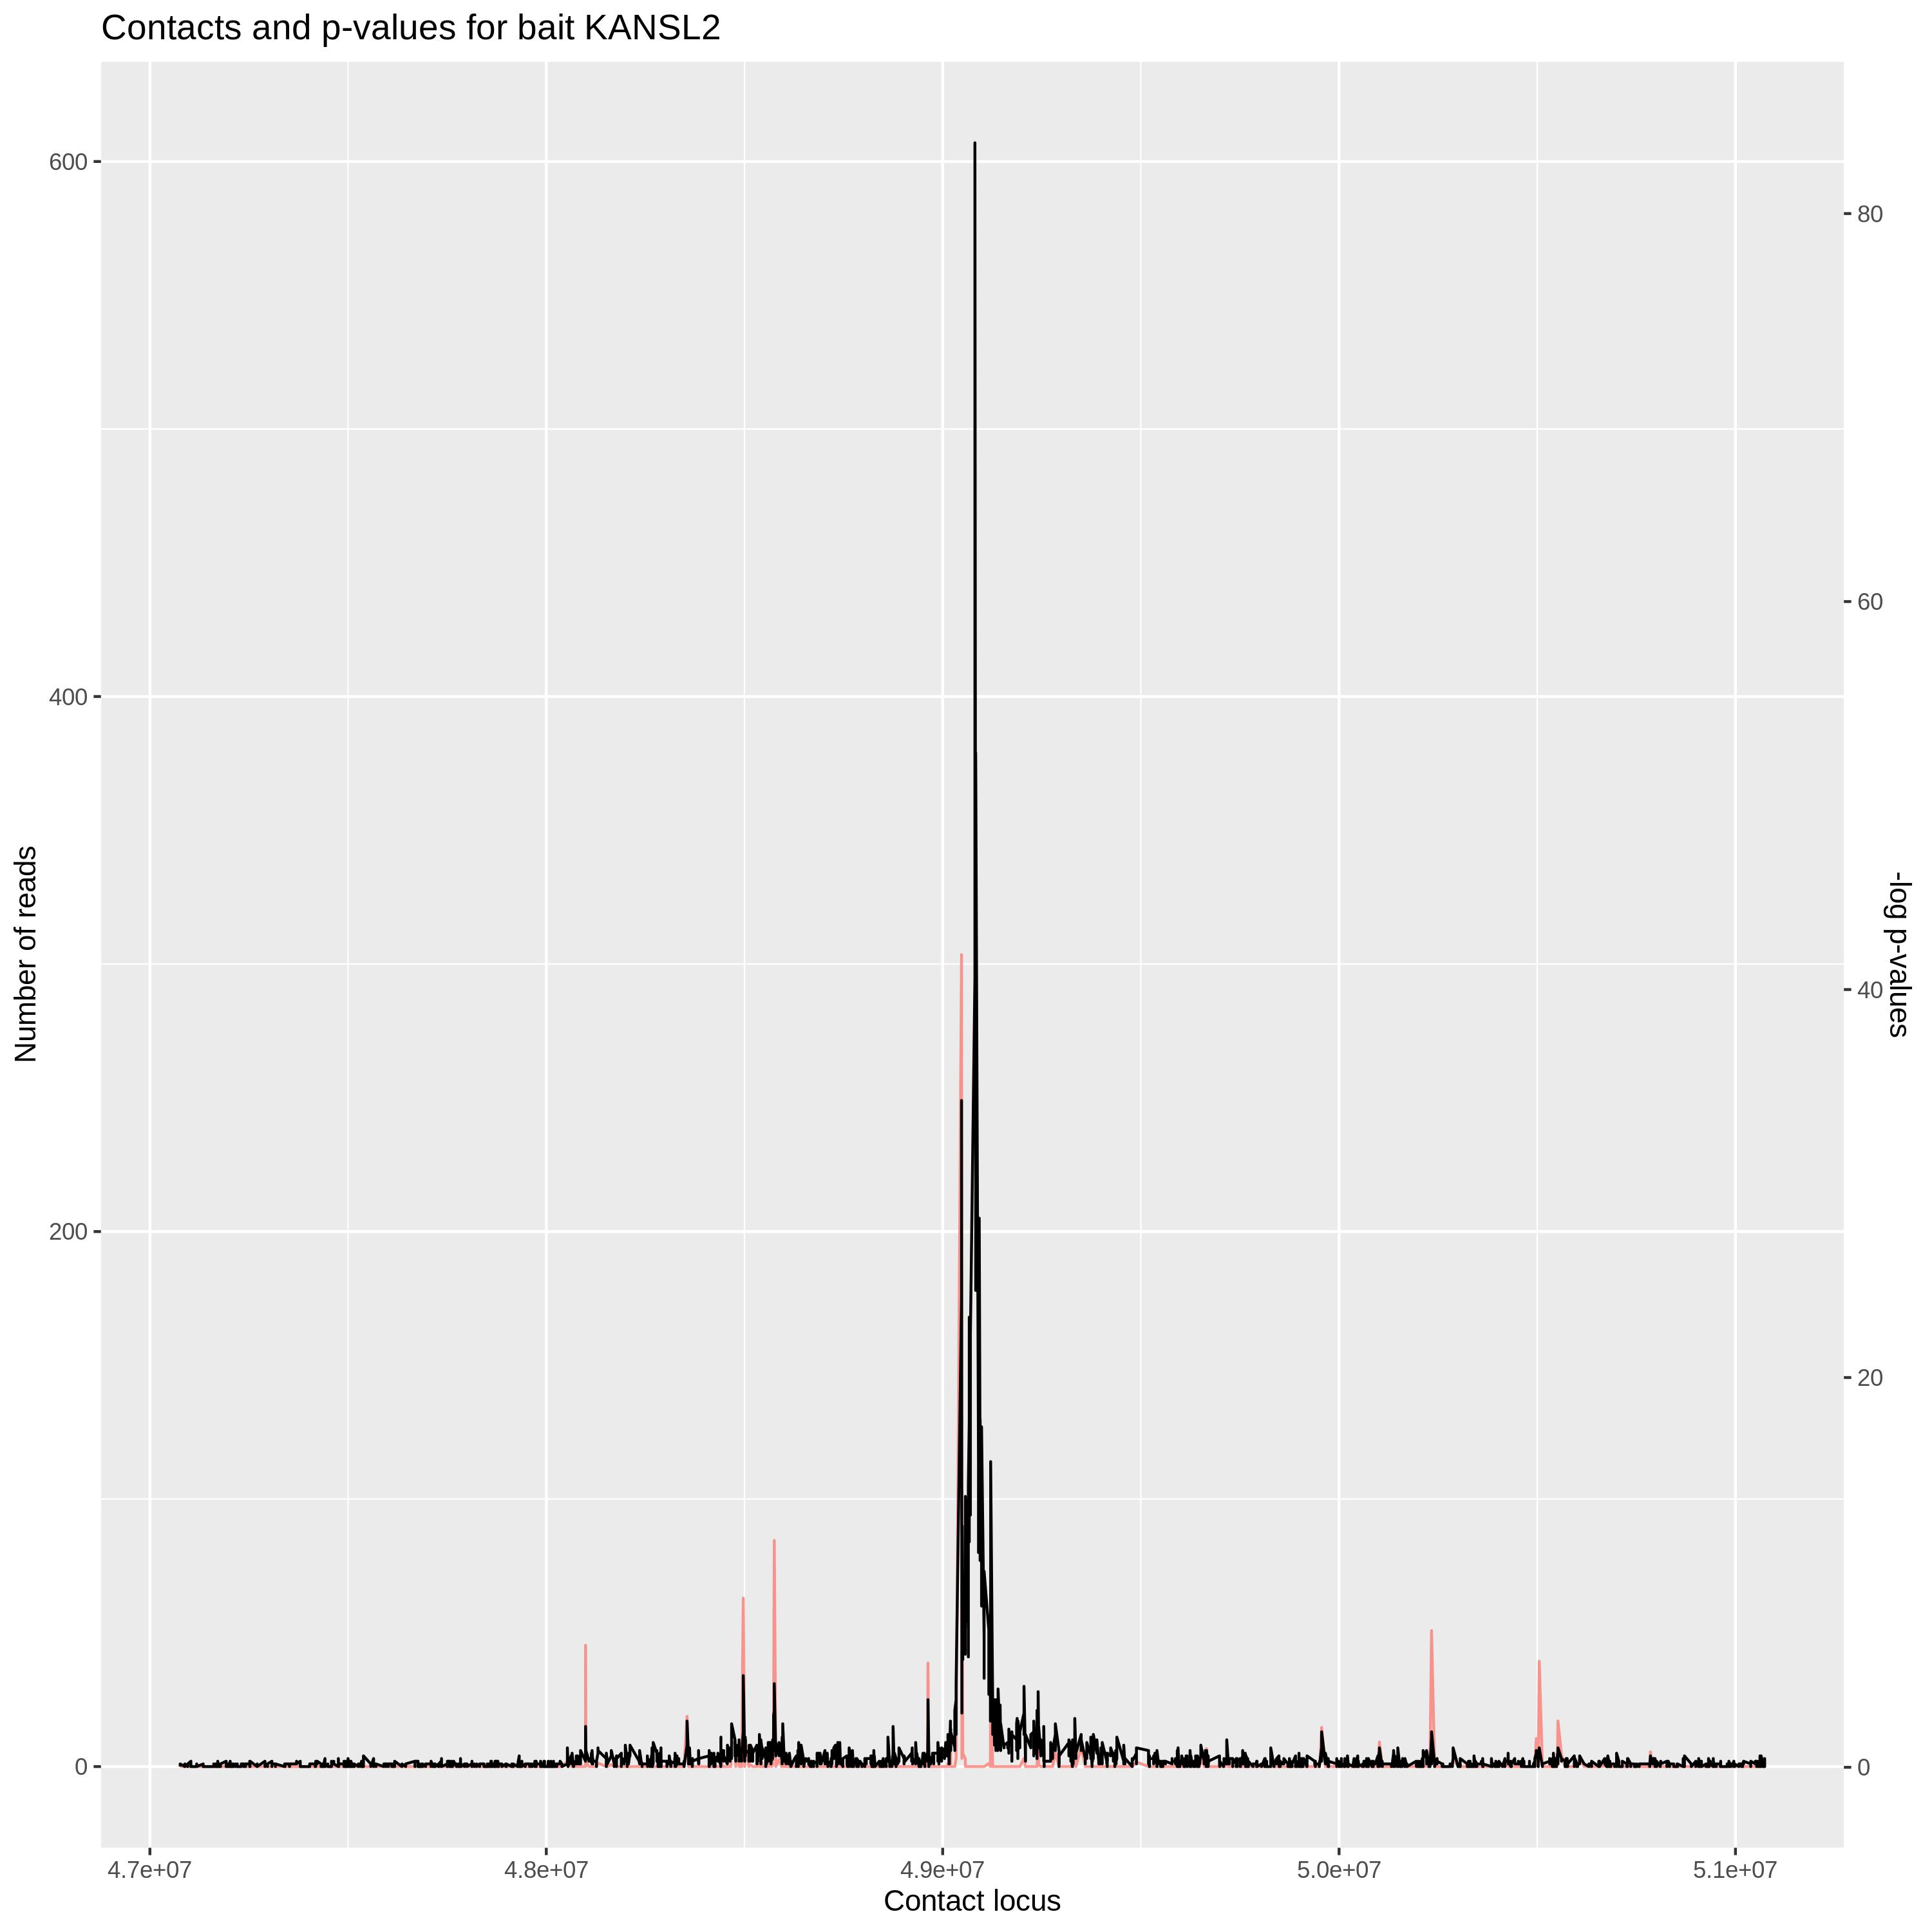 Contacts and p-values for bait KANSL2
600
400
200
0
Number of reads
80
60
40
20
0
-log p-values
4.7e+07
4.8e+07
4.9e+07
5.0e+07
5.1e+07
Contact locus